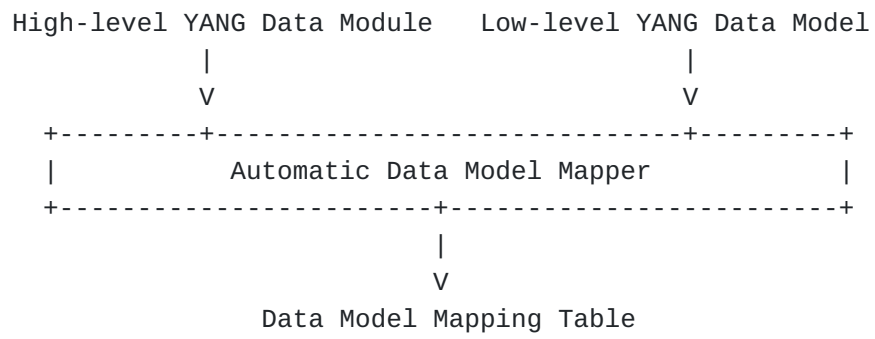 High-level YANG Data Module   Low-level YANG Data Model
Automatic Data Model Mapper
Data Model Mapping Table